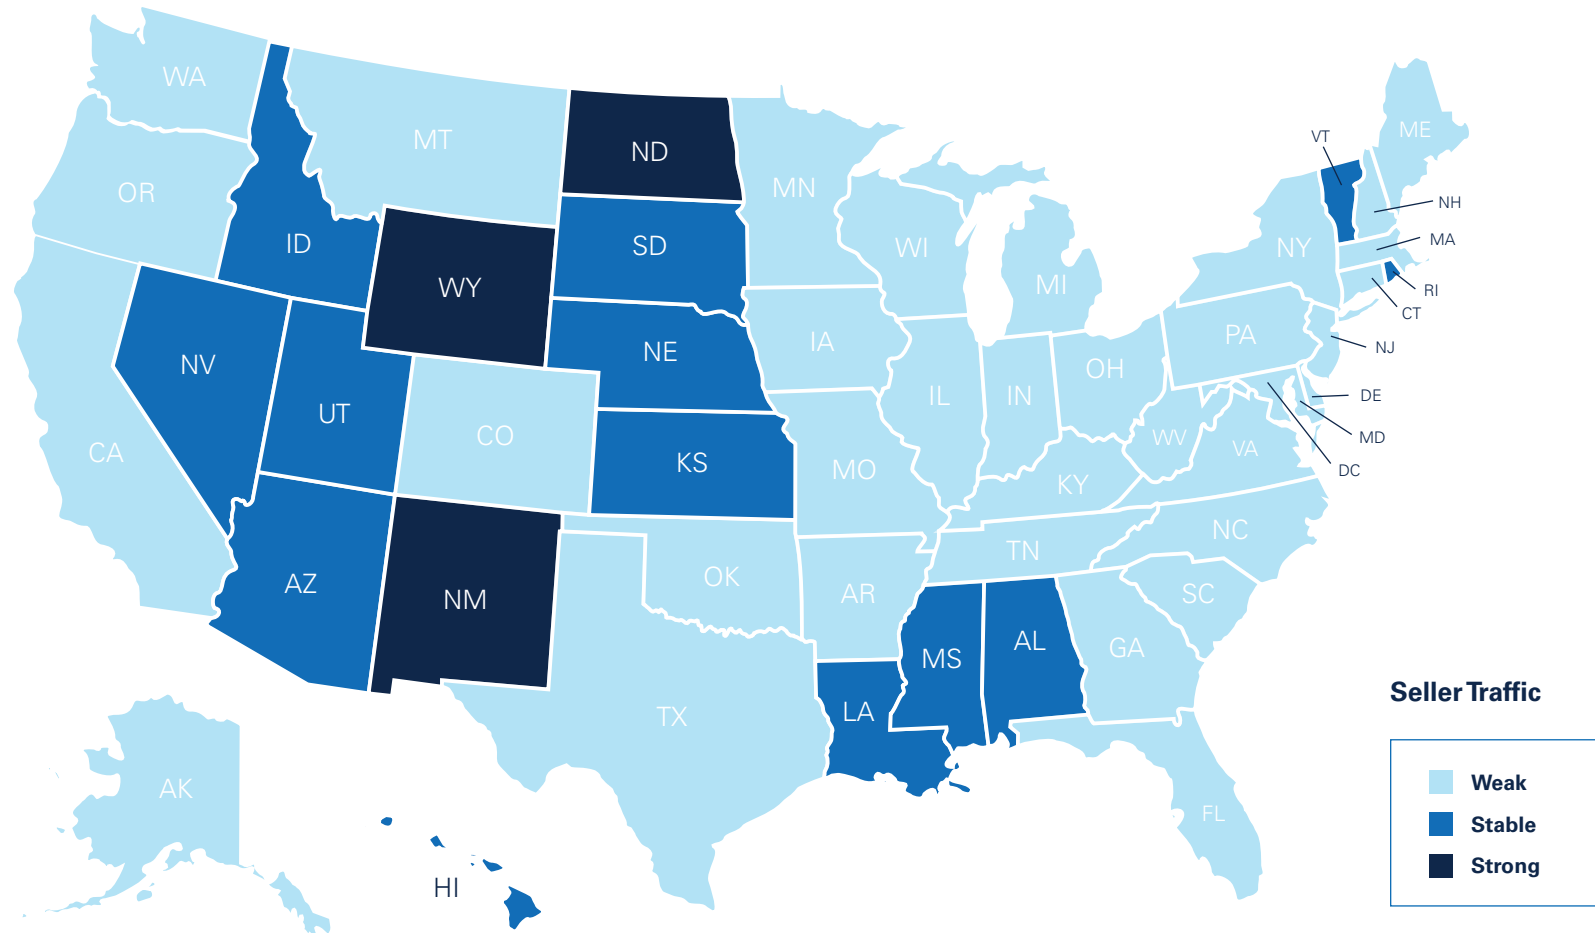 WA
MT
ND
MN
ME
VT
OR
ID
SD
WI
NY
NH
MA
WY
MI
RI
CT
NV
NE
IA
PA
NJ
UT
CO
KS
IL
IN
OH
DE
MD
DC
CA
MO
WV
VA
KY
AZ
NM
OK
AR
TN
NC
SC
MS
AL
GA
TX
LA
FL
AK
HI
Seller Traffic
Weak
Stable
Strong